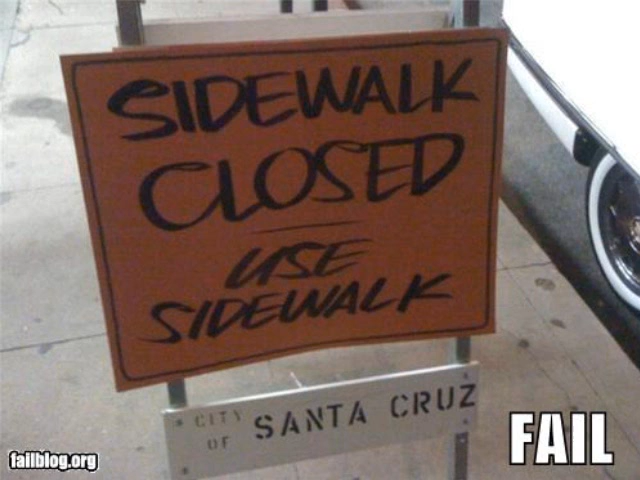 SIDEWALK
CLOSED
USE
SIDEWALK
CITY OF SANTA CRUZ
FAIL
failblog.org